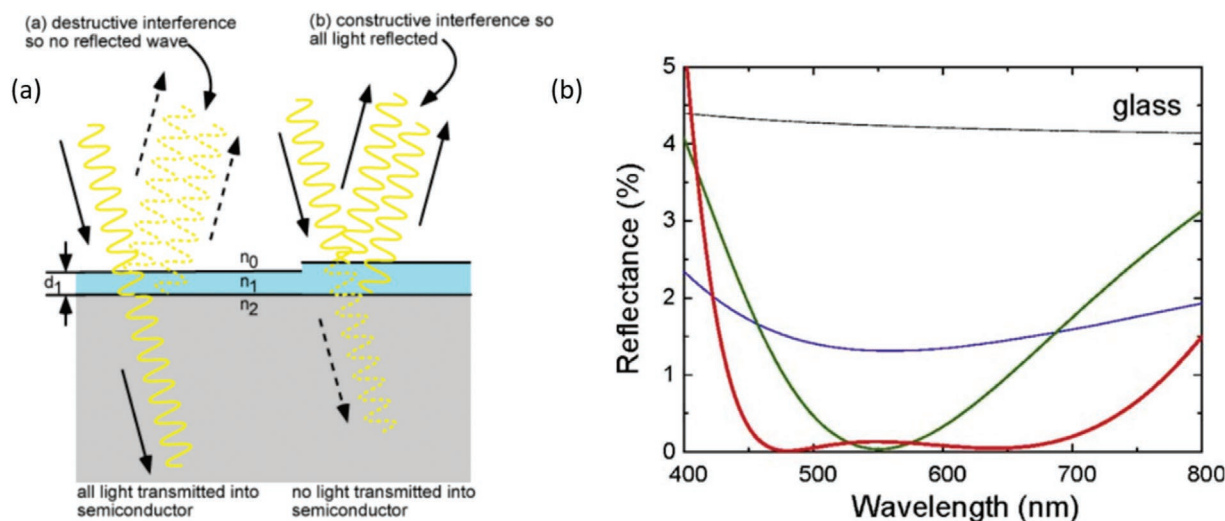 (a)
(a) destructive interference
so no reflected wave
(b) constructive interference so
all light reflected
n0
d1
n1
n2
all light transmitted into
semiconductor
no light transmitted into
semiconductor
(b)
5
4
3
2
1
0
Reflectance (%)
glass
400
500
600
700
800
Wavelength (nm)